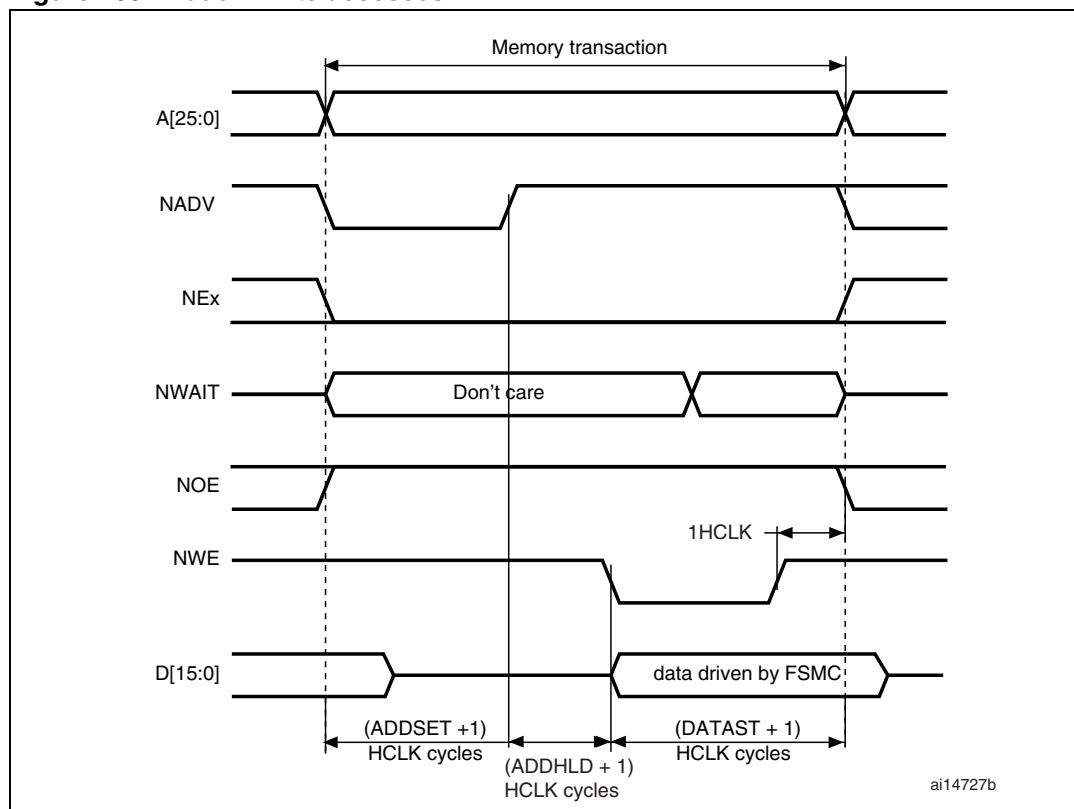 Memory transaction
A[25:0]
NADV
NEx
NWAIT
Don't care
NOE
1HCLK
NWE
D[15:0]
data driven by FSMC
(ADDSET +1)
HCLK cycles
(ADDHLD + 1)
HCLK cycles
(DATAST + 1)
HCLK cycles
ai14727b